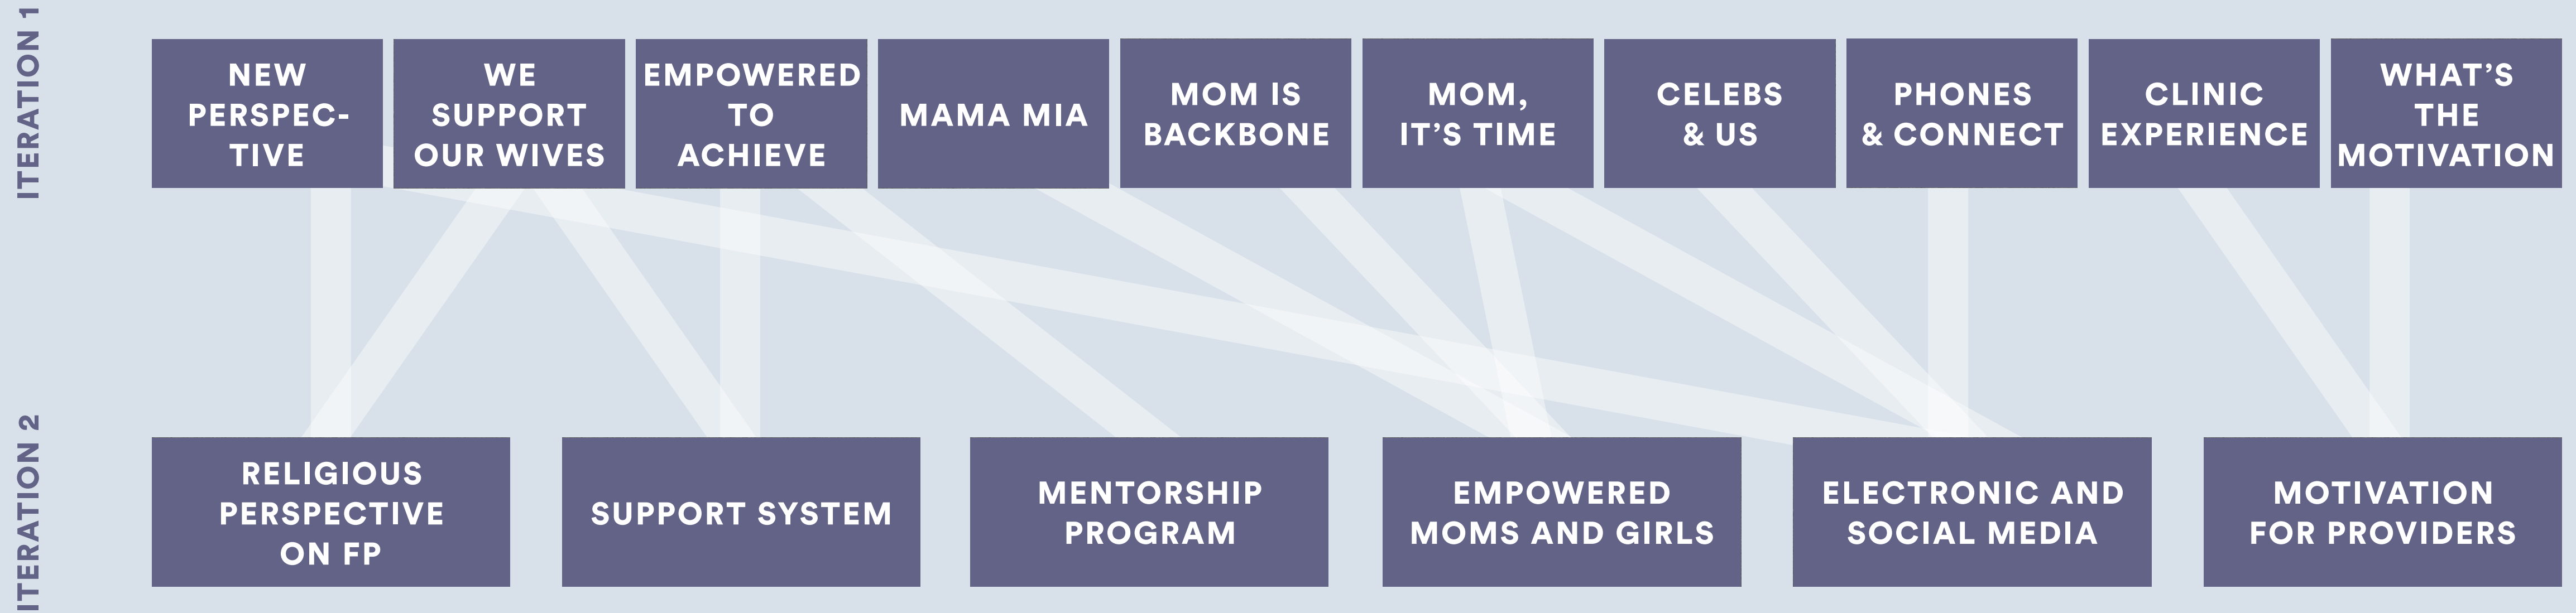 ITERATION 1
NEW
PERSPEC-
TIVE
WE
SUPPORT
OUR WIVES
EMPOWERED
TO
ACHIEVE
MAMA MIA
MOM IS
BACKBONE
MOM,
IT’S TIME
CELEBS
& US
PHONES
& CONNECT
CLINIC
EXPERIENCE
WHAT’S
THE
MOTIVATION
ITERATION 2
RELIGIOUS
PERSPECTIVE
ON FP
SUPPORT SYSTEM
MENTORSHIP
PROGRAM
EMPOWERED
MOMS AND GIRLS
ELECTRONIC AND
SOCIAL MEDIA
MOTIVATION
FOR PROVIDERS